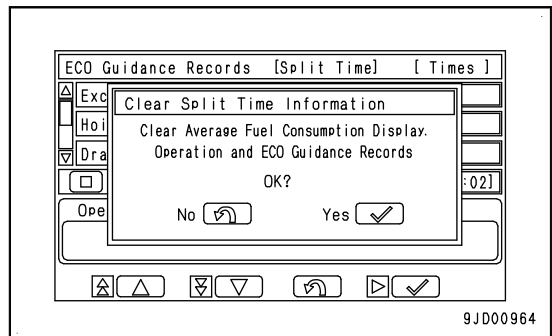 ECO Guidance Records [Split Time] [ Times ]
Exc
Clear Split Time Information
Hoi
Clear Average Fuel Consumption Display.
Operation and ECO Guidance Records
Dra
OK?
:02]
Ope
No Yes
9JD00964